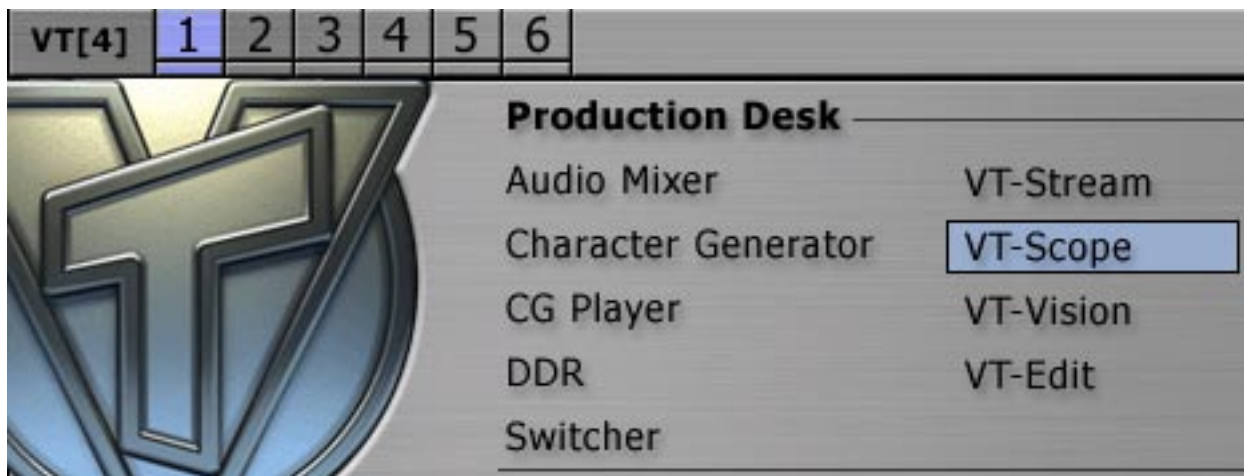 VT[4] 1 2 3 4 5 6
Production Desk
Audio Mixer
Character Generator
CG Player
DDR
Switcher
VT-Stream
VT-Scope
VT-Vision
VT-Edit